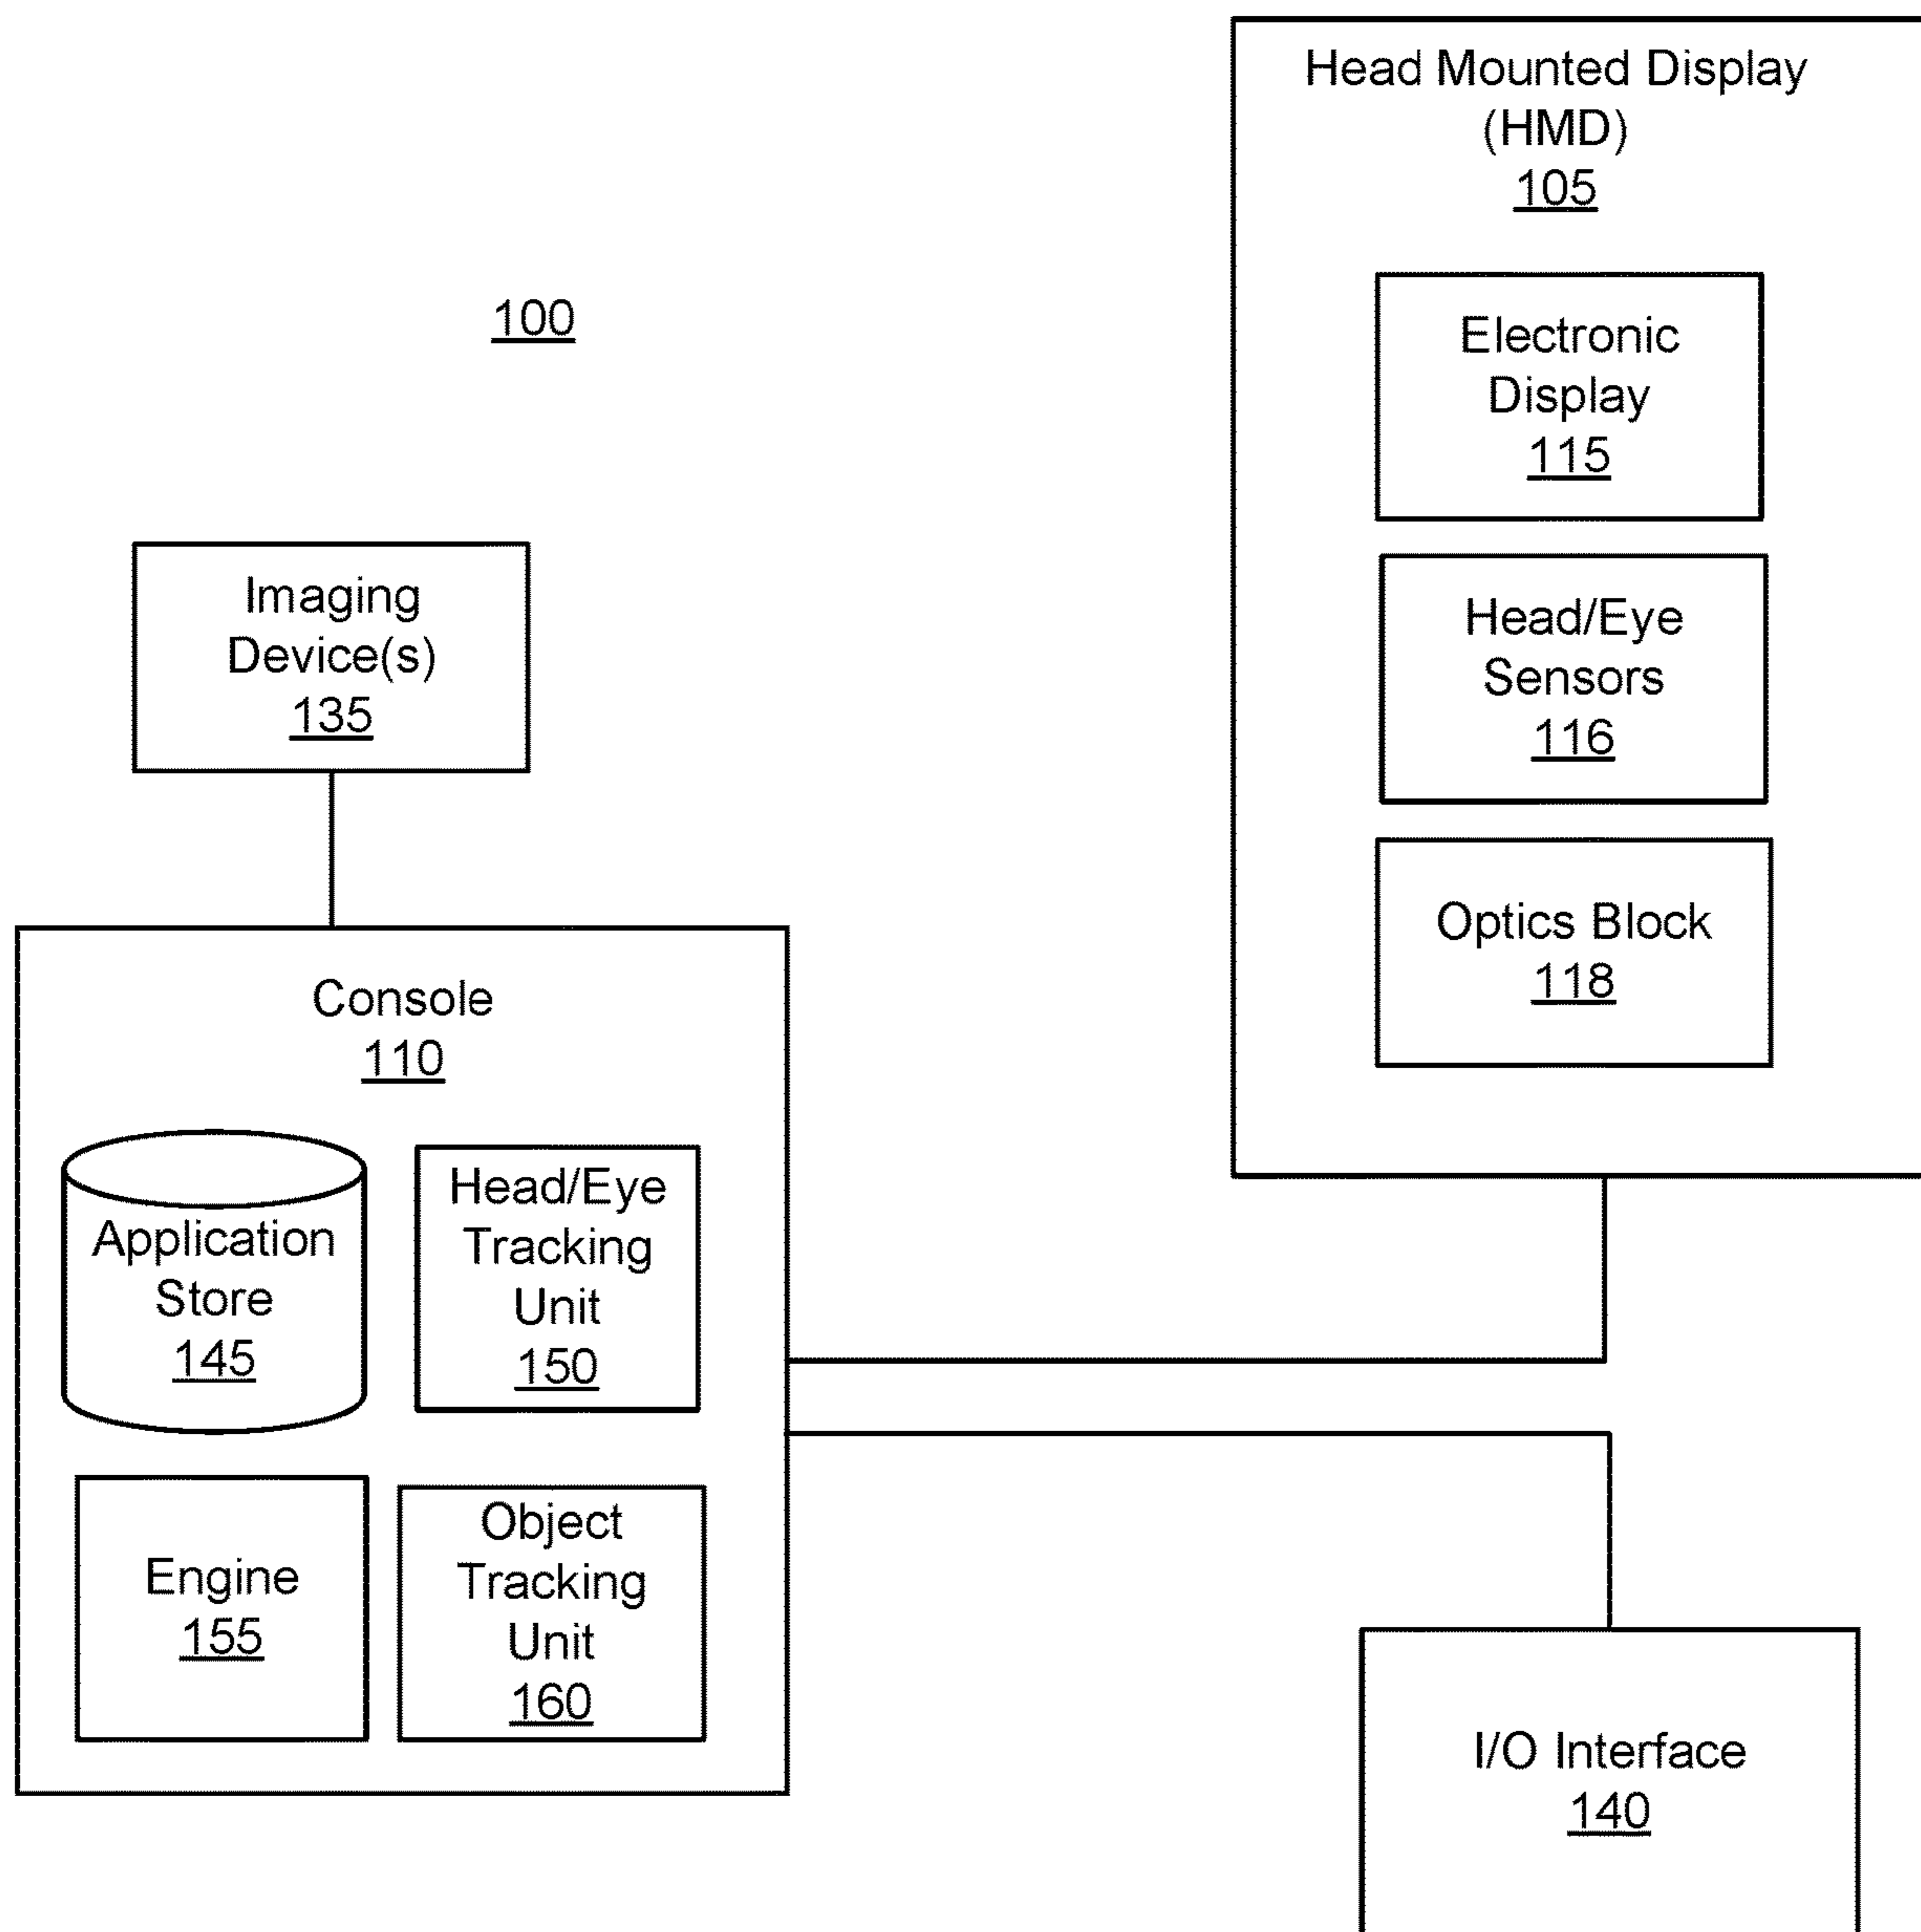 100
Head Mounted Display
(HMD)
105
Electronic
Display
115
Head/Eye
Sensors
116
Optics Block
118
Imaging
Device(s)
135
Console
110
Application
Store
145
Head/Eye
Tracking
Unit
150
Engine
155
Object
Tracking
Unit
160
I/O Interface
140